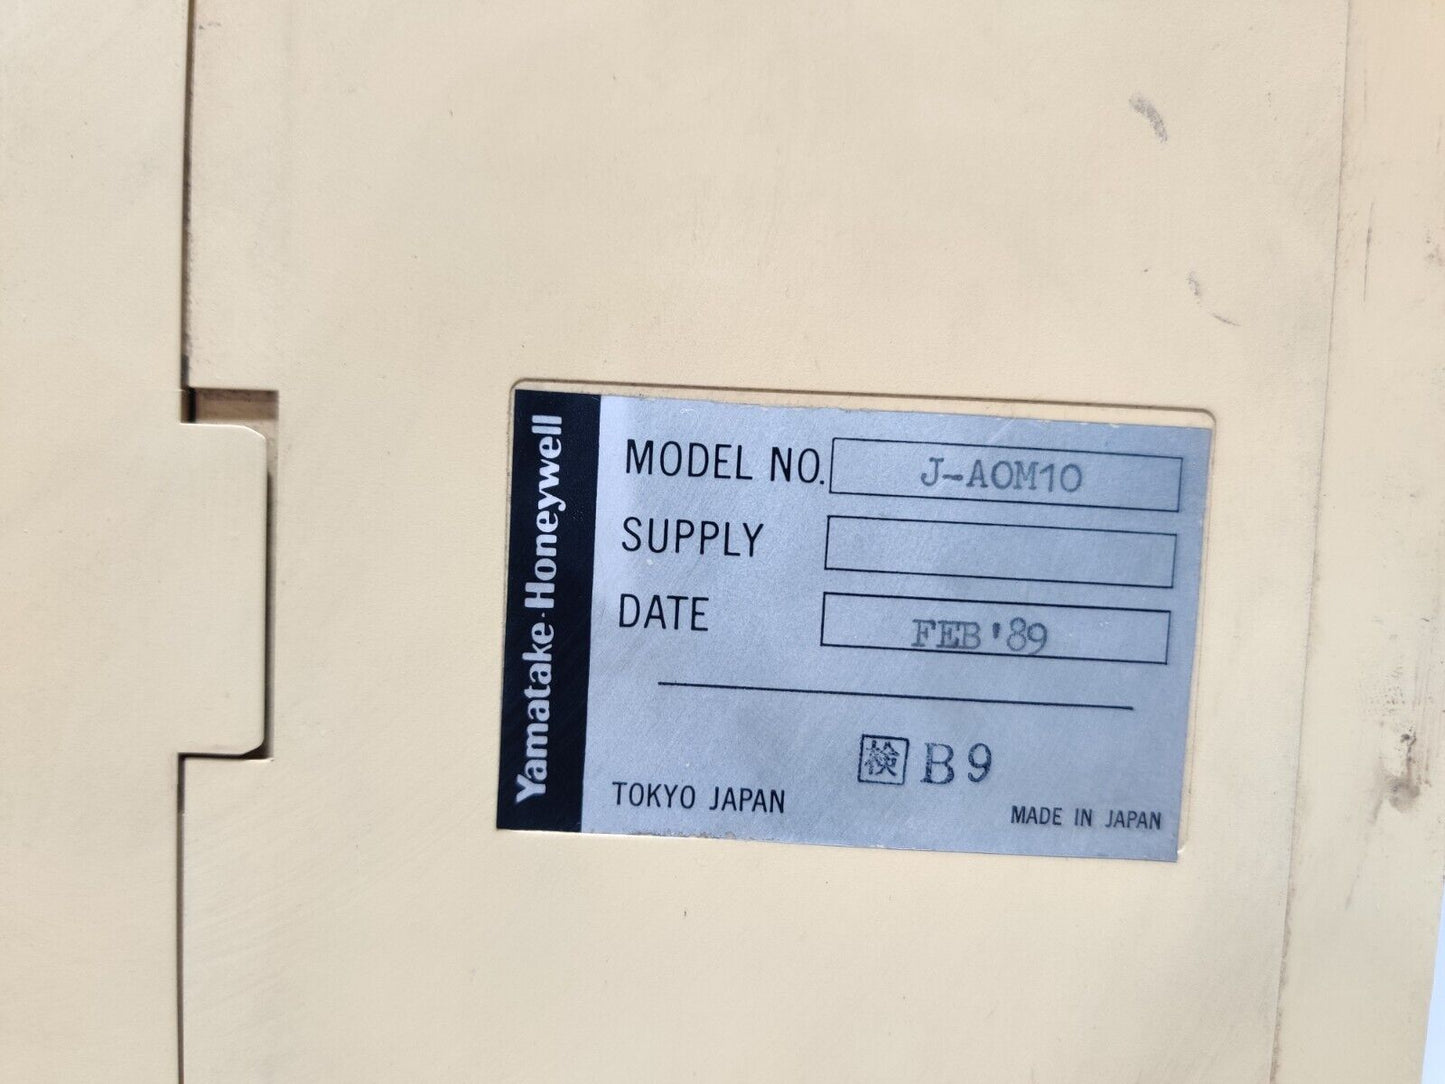 Yamatake-Honeywell
MODEL NO. J-AOM10
SUPPLY
DATE FEB'89
検 B9
TOKYO JAPAN
MADE IN JAPAN